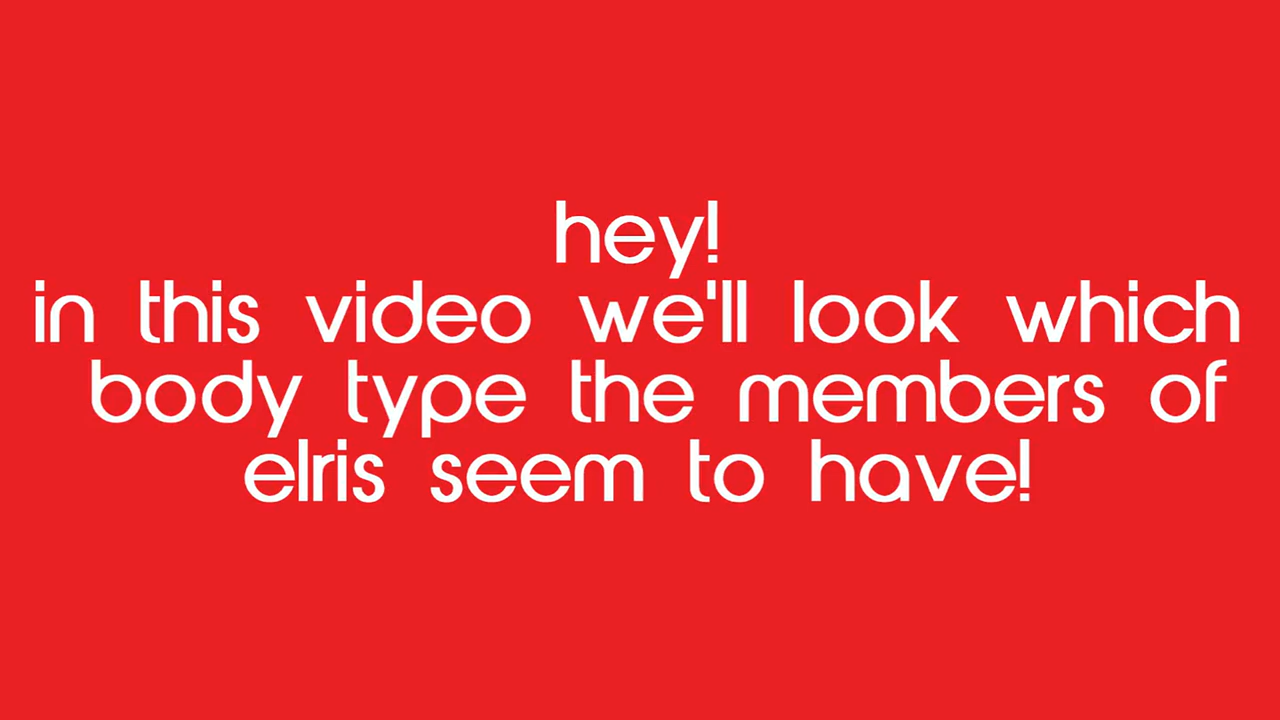 hey!
in this video we'll look which
body type the members of
elris seem to have!